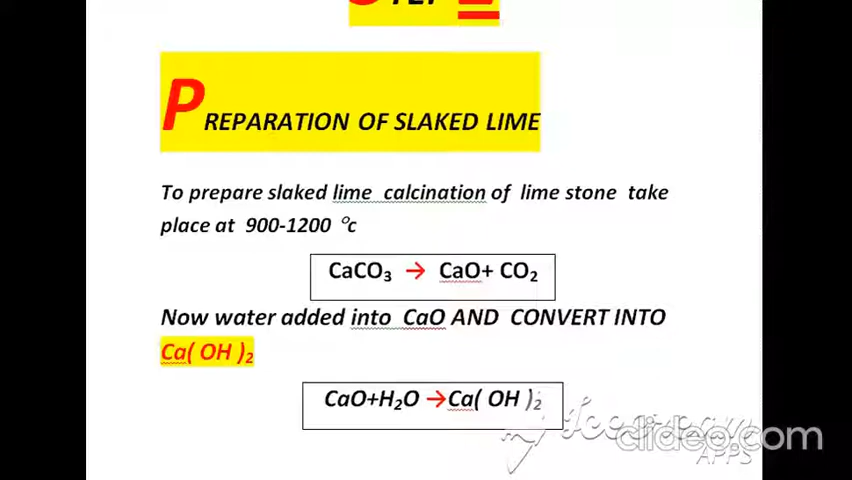 PREPARATION OF SLAKED LIME
To prepare slaked lime calcination of lime stone take
place at 900-1200 °c
CaCO₃ → CaO+ CO₂
Now water added into CaO AND CONVERT INTO
Ca( OH )₂
CaO+H₂O →Ca( OH )₂
clideo.com
APPS